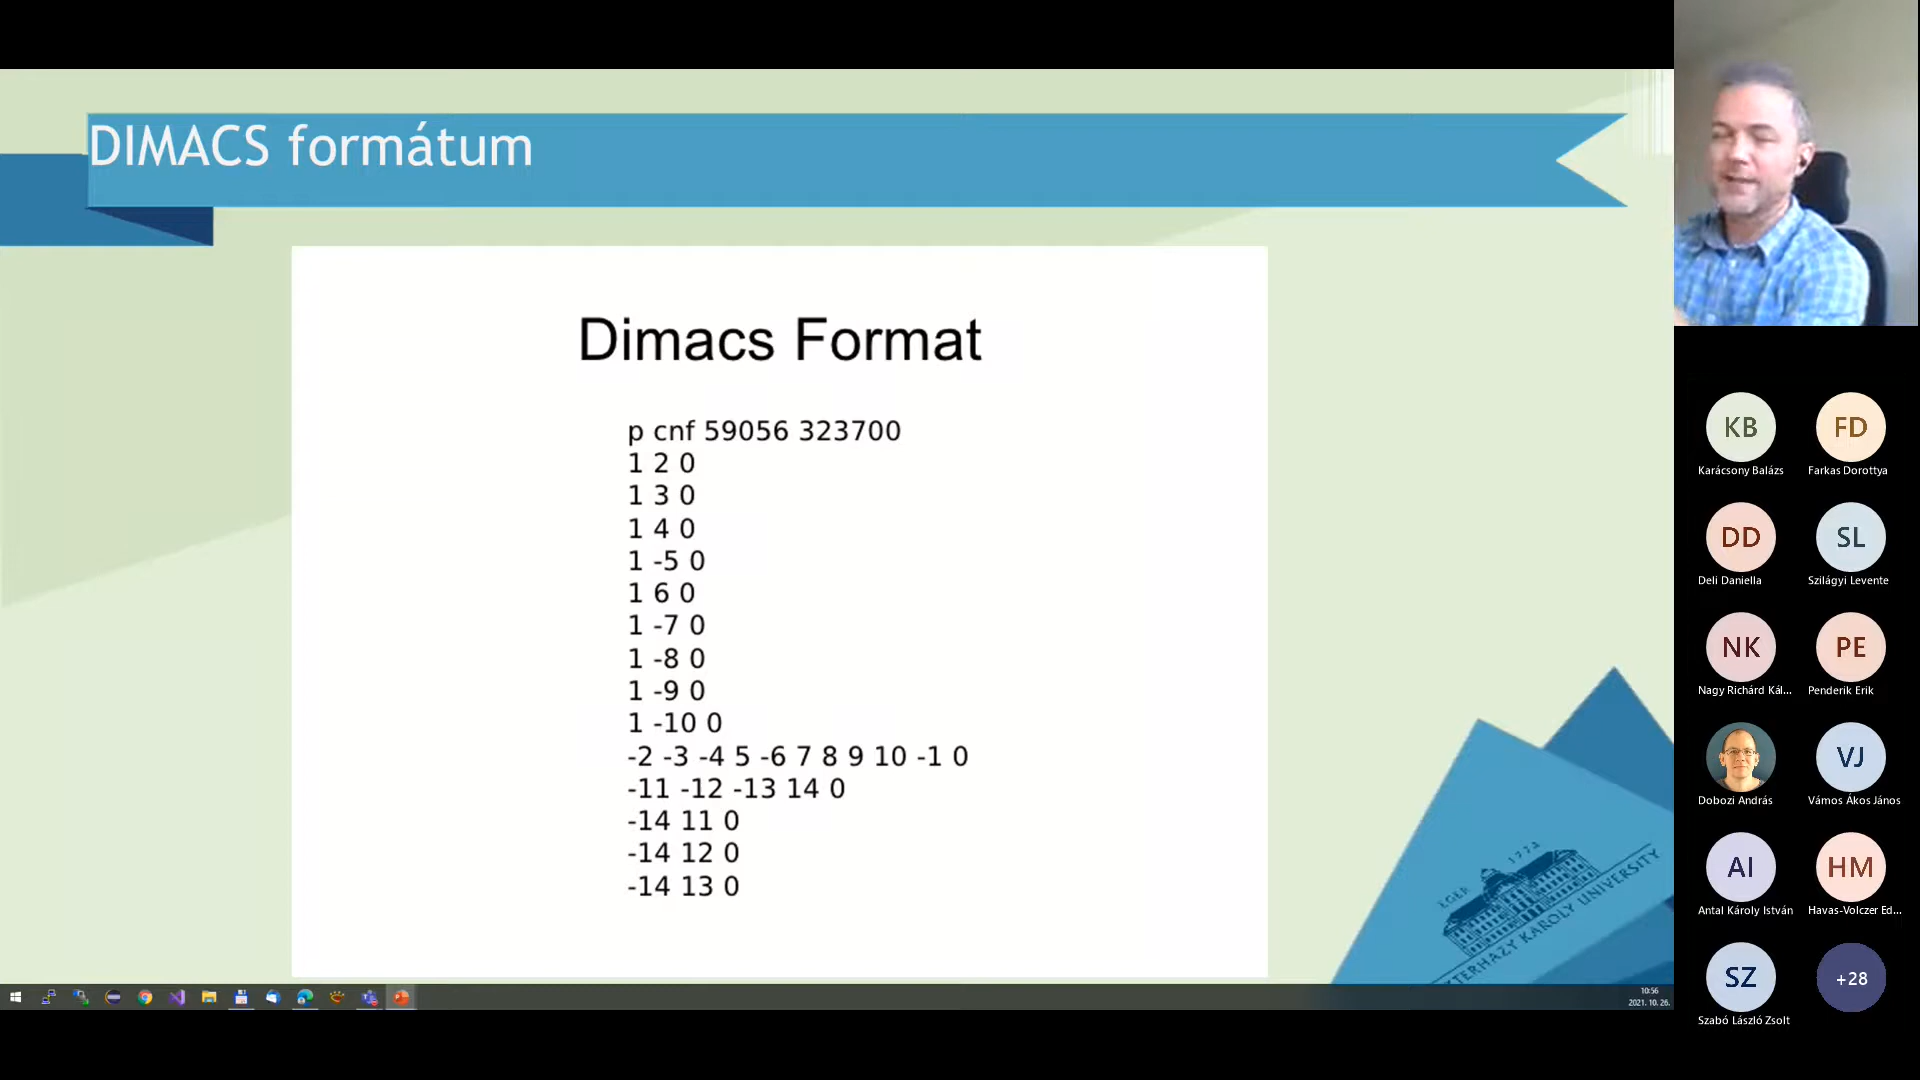 DIMACS formátum
Dimacs Format
p cnf 59056 323700
1 2 0
1 3 0
1 4 0
1 -5 0
1 6 0
1 -7 0
1 -8 0
1 -9 0
1 -10 0
-2 -3 -4 5 -6 7 8 9 10 -1 0
-11 -12 -13 14 0
-14 11 0
-14 12 0
-14 13 0
EGER 1774
KÁROLY UNIVERSITY
10:56
2021. 10. 26.
KB
FD
Karácsony Balázs
Farkas Dorottya
DD
SL
Deli Daniella
Szilágyi Levente
NK
PE
Nagy Richárd Kál...
Penderik Erik
VJ
Dobozi András
Vámos Ákos János
AI
HM
Antal Károly István
Havas-Volczer Ed...
SZ
+28
Szabó László Zsolt